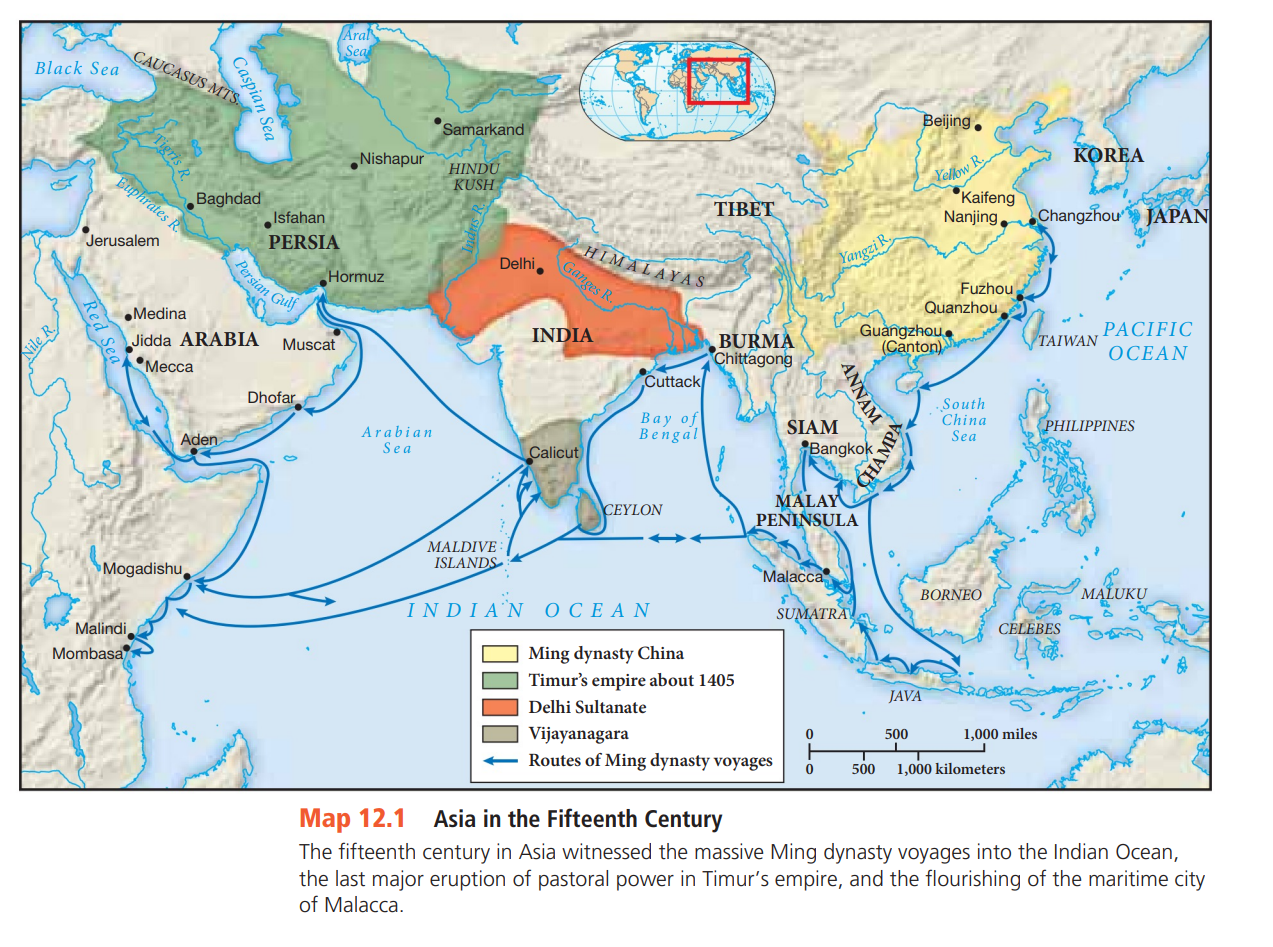 Black Sea
CAUCASUS MTS.
Caspian Sea
Aral
Sea
Samarkand
Nishapur
HINDU
KUSH
Tigris R.
Euphrates R.
Baghdad
Isfahan
PERSIA
Jerusalem
Hormuz
Persian Gulf
Indus R.
Nile R.
Red Sea
Medina
Jidda
Mecca
ARABIA
Muscat
Dhofar
Aden
Arabian
Sea
Delhi
Ganges R.
HIMALAYAS
TIBET
INDIA
BURMA
Chittagong
Cuttack
Bay of
Bengal
Calicut
CEYLON
MALDIVE
ISLANDS
Mogadishu
Malindi
Mombasa
INDIAN OCEAN
Beijing
Yellow R.
Kaifeng
Nanjing
Changzhou
KOREA
JAPAN
Yangzi R.
Fuzhou
Quanzhou
Guangzhou
(Canton)
TAIWAN
PACIFIC
OCEAN
ANNAM
South
China
Sea
PHILIPPINES
SIAM
Bangkok
CHAMPA
MALAY
PENINSULA
Malacca
SUMATRA
BORNEO
MALUKU
CELEBES
JAVA
Ming dynasty China
Timur's empire about 1405
Delhi Sultanate
Vijayanagara
Routes of Ming dynasty voyages
0 500 1,000 miles
0 500 1,000 kilometers
Map 12.1 Asia in the Fifteenth Century
The fifteenth century in Asia witnessed the massive Ming dynasty voyages into the Indian Ocean,
the last major eruption of pastoral power in Timur's empire, and the flourishing of the maritime city
of Malacca.